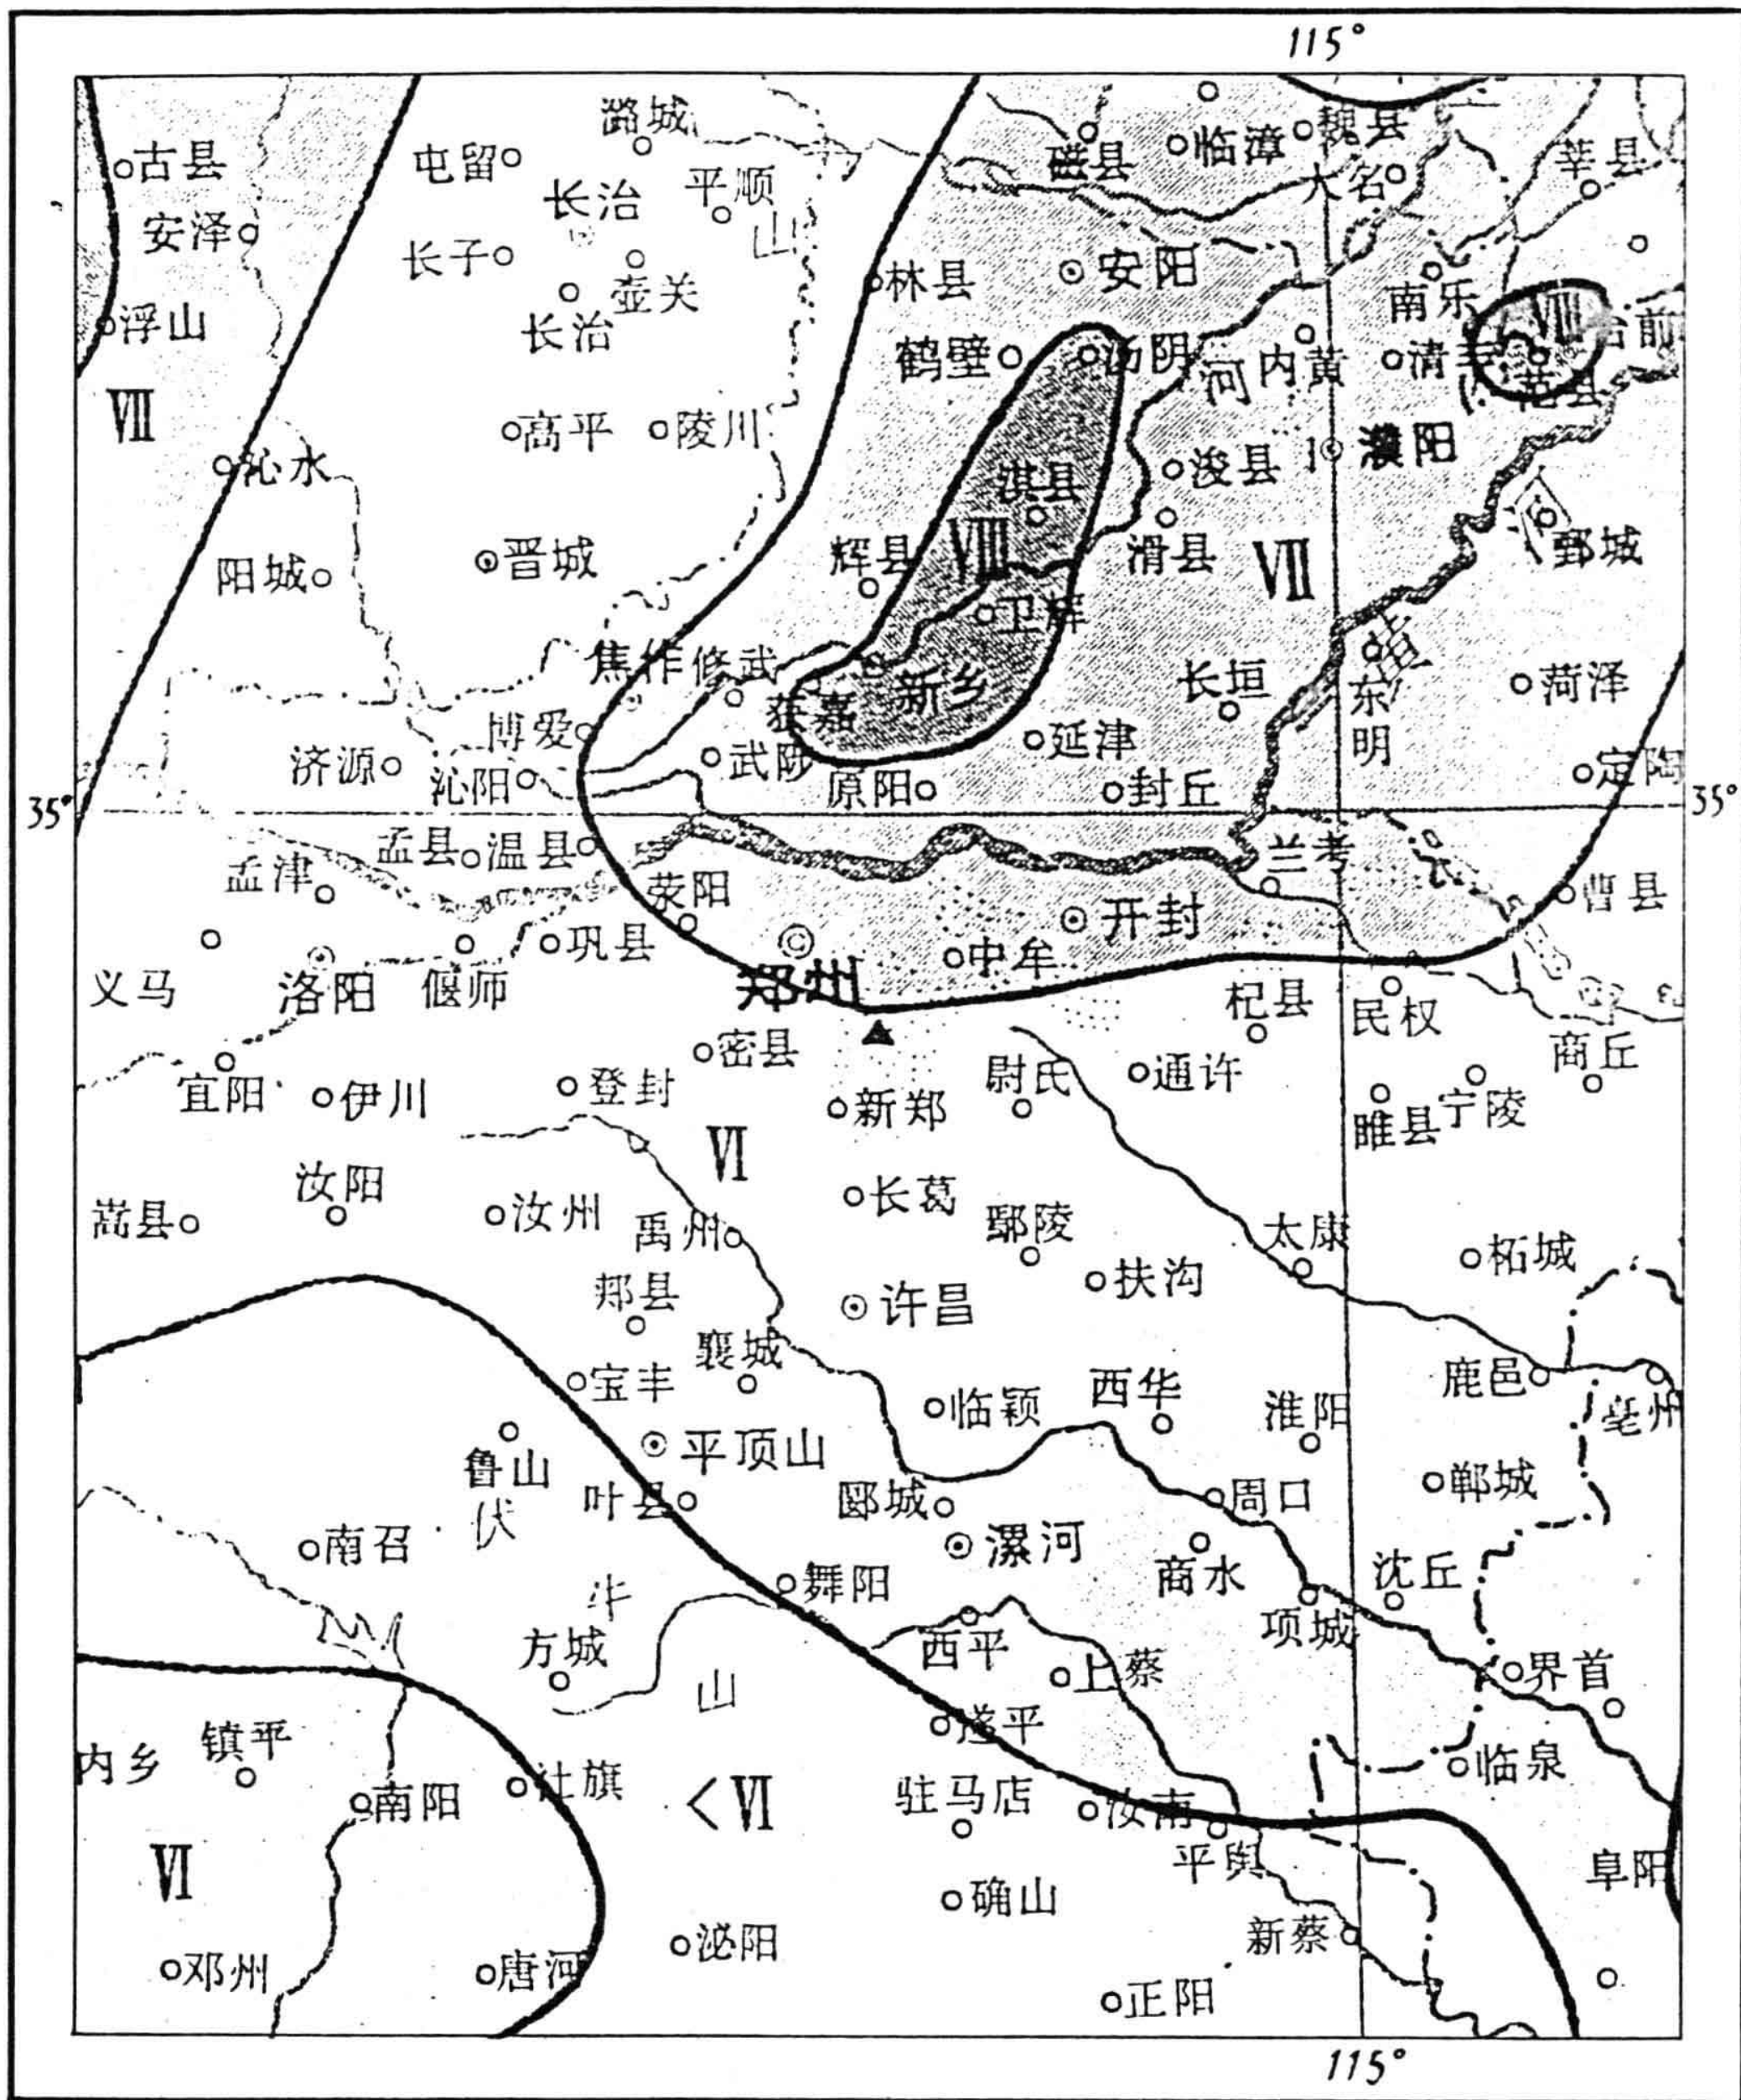 115°
潞城
魏县
古县
屯留
磁县
临漳
莘县
长治
平顺
大名
安泽
山
长子
安阳
林县
壶关
南乐
VIII
台前
浮山
长治
鹤壁
汤阴
河
内黄
清丰
范县
VII
高平
陵川
濮阳
沁水
浚县
淇县
河
阳城
晋城
辉县
VIII
滑县
VII
鄄城
卫辉
焦作
修武
新乡
长垣
东明
菏泽
获嘉
博爱
延津
济源
沁阳
武陟
原阳
封丘
定陶
35°
35°
孟县
温县
兰考
孟津
荥阳
曹县
开封
巩县
中牟
义马
洛阳
偃师
郑州
杞县
民权
密县
商丘
宜阳
伊川
登封
尉氏
通许
新郑
睢县
宁陵
VI
汝阳
长葛
嵩县
汝州
禹州
鄢陵
太康
柘城
郏县
扶沟
许昌
襄城
宝丰
临颍
西华
淮阳
鹿邑
亳州
平顶山
鲁山
叶县
郾城
周口
郸城
伏
南召
漯河
商水
沈丘
舞阳
牛
项城
方城
西平
上蔡
界首
山
镇平
遂平
内乡
临泉
社旗
<VI
驻马店
汝南
南阳
平舆
阜阳
VI
确山
泌阳
新蔡
邓州
唐河
正阳
115°